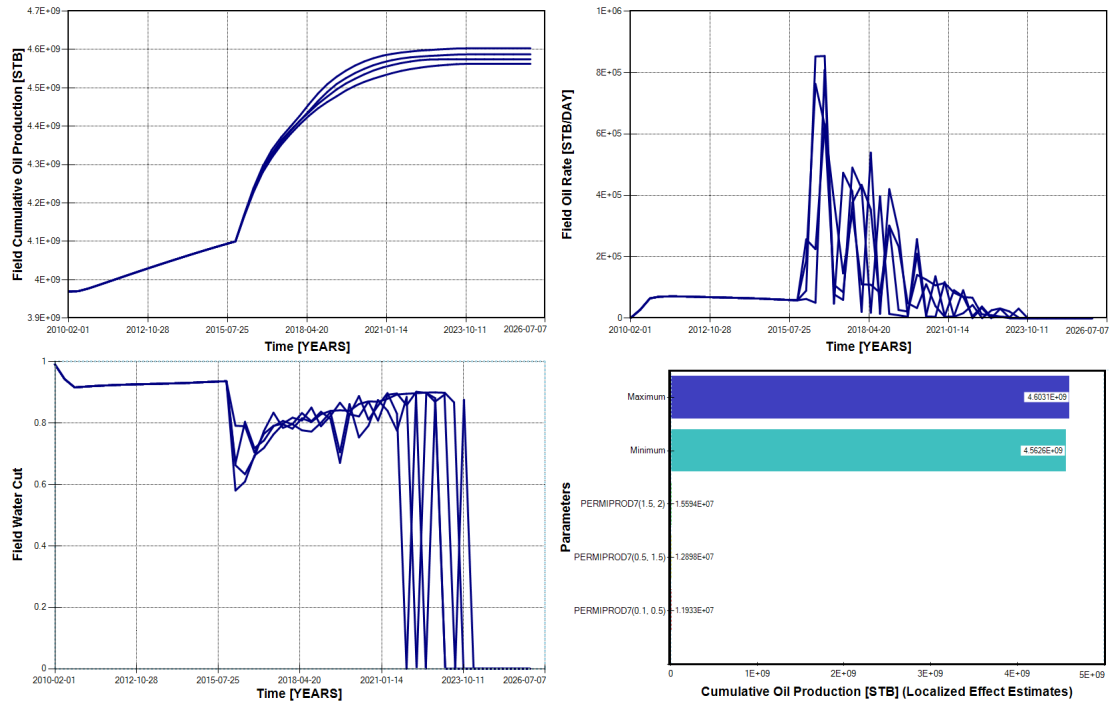 Field Cumulative Oil Production [STB]
4.7E+09
4.6E+09
4.5E+09
4.4E+09
4.3E+09
4.2E+09
4.1E+09
4E+09
3.9E+09
2010-02-01 2012-10-28 2015-07-25 2018-04-20 2021-01-14 2023-10-11 2026-07-07
Time [YEARS]
Field Oil Rate [STB/DAY]
1E+06
8E+05
6E+05
4E+05
2E+05
0
2010-02-01 2012-10-28 2015-07-25 2018-04-20 2021-01-14 2023-10-11 2026-07-07
Time [YEARS]
Field Water Cut
1
0.8
0.6
0.4
0.2
0
2010-02-01 2012-10-28 2015-07-25 2018-04-20 2021-01-14 2023-10-11 2026-07-07
Time [YEARS]
Parameters
Maximum 4.6031E+09
Minimum 4.5626E+09
PERMIPROD7(1.5, 2) 1.5594E+07
PERMIPROD7(0.5, 1.5) 1.2898E+07
PERMIPROD7(0.1, 0.5) 1.1933E+07
0 1E+09 2E+09 3E+09 4E+09 5E+09
Cumulative Oil Production [STB] (Localized Effect Estimates)